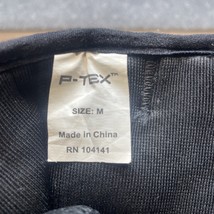 P-TEX™
SIZE: M
Made in China
RN 104141